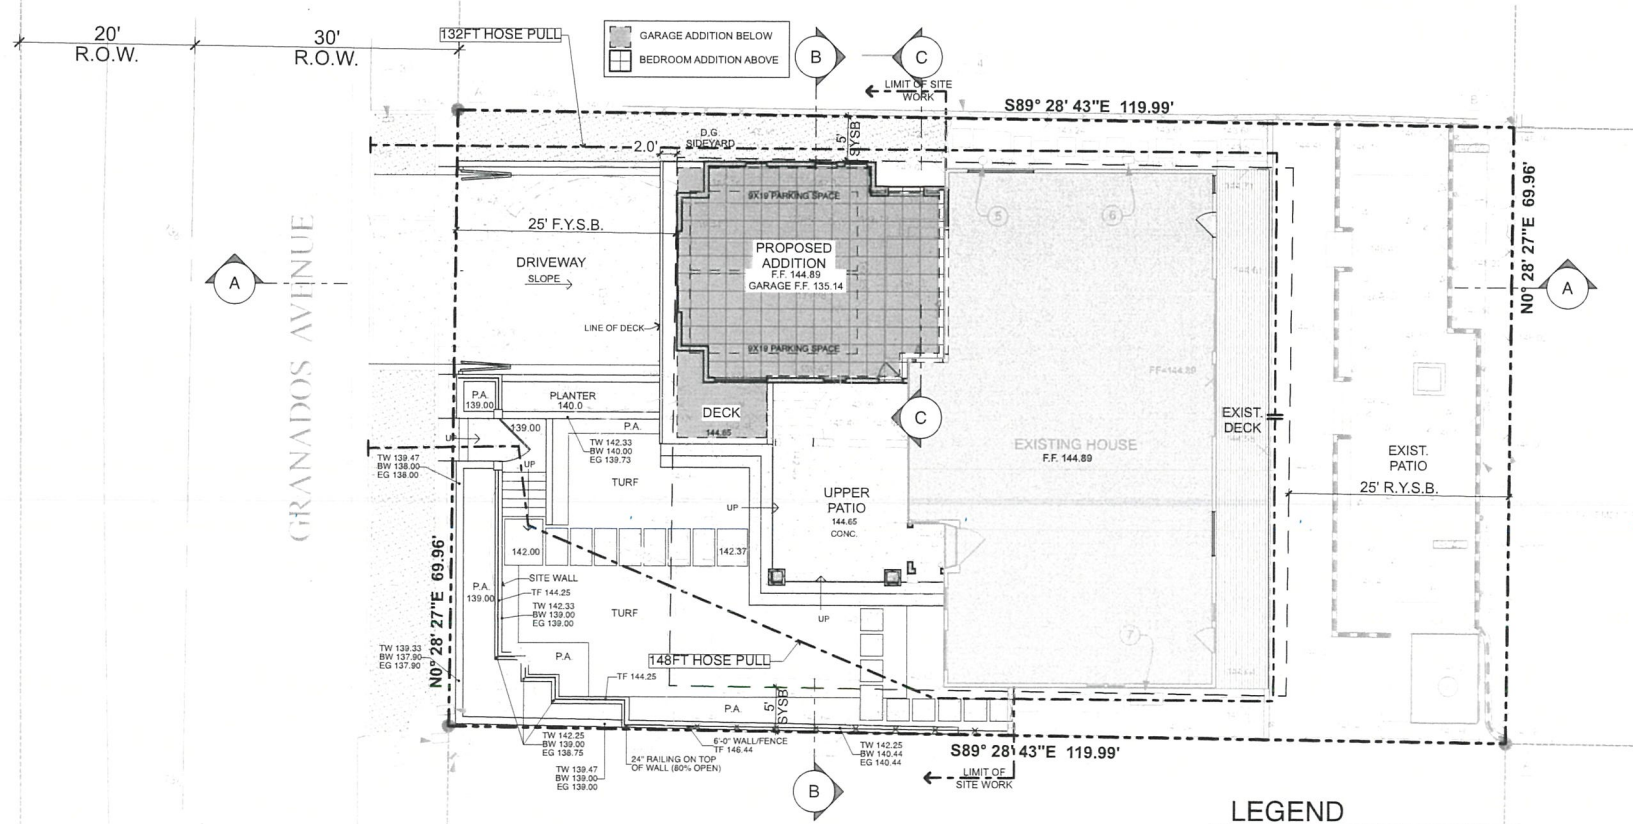 20'
R.O.W.
30'
R.O.W.
132FT HOSE PULL
GARAGE ADDITION BELOW
BEDROOM ADDITION ABOVE
B
C
LIMIT OF SITE
WORK
S89° 28' 43"E 119.99'
D.G.
SIDEYARD
2.0'
5'
SYSB
9X19 PARKING SPACE
25' F.Y.S.B.
DRIVEWAY
SLOPE
PROPOSED
ADDITION
F.F. 144.89
GARAGE F.F. 135.14
LINE OF DECK
9X19 PARKING SPACE
5
6
A
A
GRANADOS AVENUE
N0° 28' 27"E 69.96'
P.A.
139.00
PLANTER
140.0
P.A.
139.00
UP
UP
TW 139.47
BW 138.00
EG 138.00
TW 142.33
BW 140.00
EG 139.73
TURF
DECK
144.65
C
FF=144.89
EXISTING HOUSE
F.F. 144.89
EXIST.
DECK
EXIST.
PATIO
25' R.Y.S.B.
UP
UPPER
PATIO
144.65
CONC.
142.00
142.37
N0° 28' 27"E 69.96'
P.A.
139.00
SITE WALL
TF 144.25
TW 142.33
BW 139.00
EG 139.00
TURF
UP
7
TW 139.33
BW 137.90
EG 137.90
P.A.
148FT HOSE PULL
TF 144.25
P.A.
5'
SYSB
TW 142.25
BW 139.00
EG 138.75
TW 139.47
BW 139.00
EG 139.00
24" RAILING ON TOP
OF WALL (80% OPEN)
6'-0" WALL/FENCE
TF 146.44
TW 142.25
BW 140.44
EG 140.44
S89° 28' 43"E 119.99'
LIMIT OF
SITE WORK
B
LEGEND